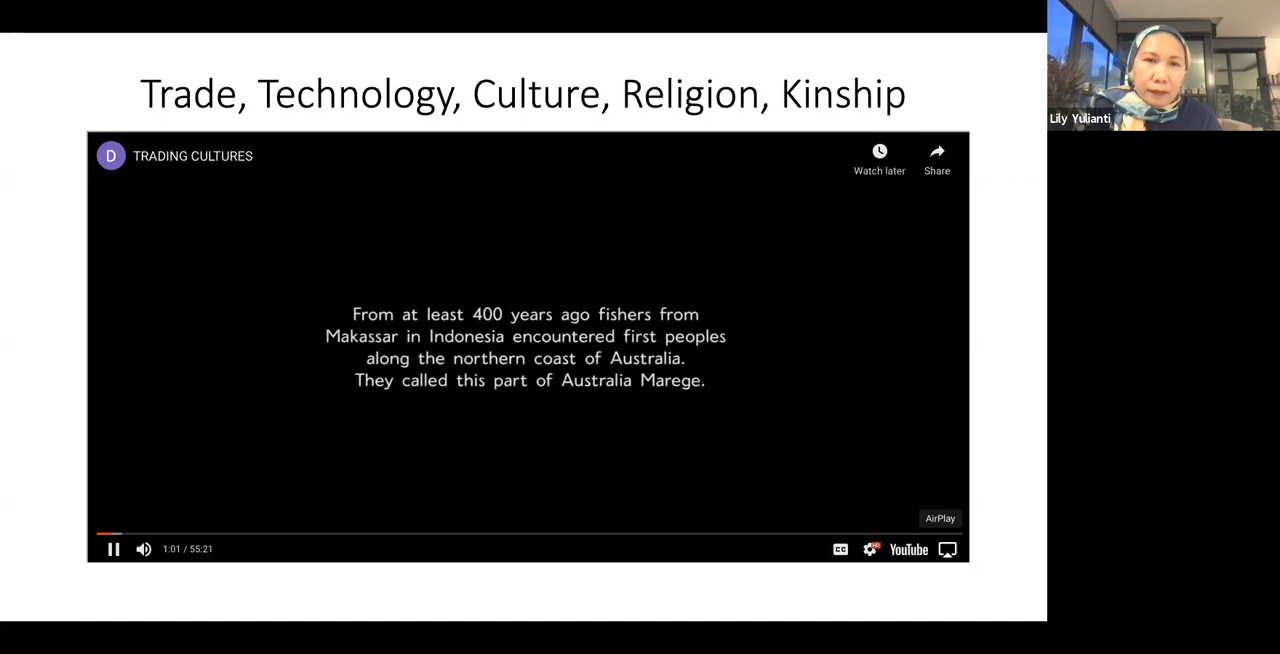 Trade, Technology, Culture, Religion, Kinship
Lily Yulianti
D TRADING CULTURES
Watch later
Share
From at least 400 years ago fishers from
Makassar in Indonesia encountered first peoples
along the northern coast of Australia.
They called this part of Australia Marege.
AirPlay
1:01 / 55:21
CC
HD
YouTube